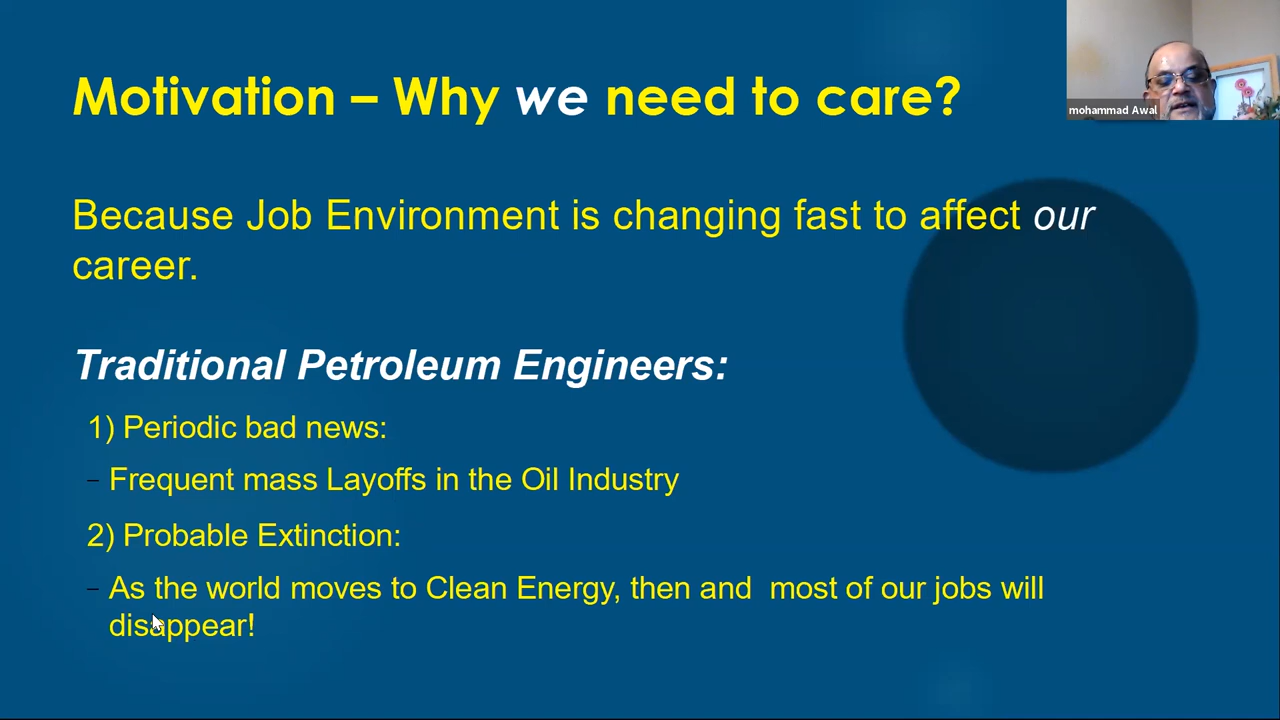 Motivation – Why we need to care?
mohammad Awal
Because Job Environment is changing fast to affect our
career.
Traditional Petroleum Engineers:
1) Periodic bad news:
– Frequent mass Layoffs in the Oil Industry
2) Probable Extinction:
– As the world moves to Clean Energy, then and  most of our jobs will
disappear!